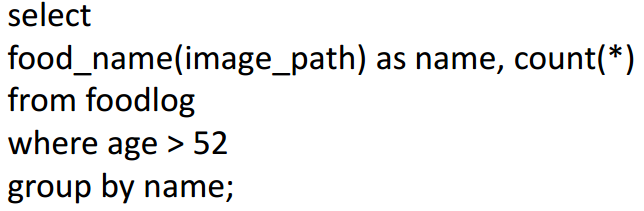 select
food_name(image_path) as name, count(*)
from foodlog
where age > 52
group by name;